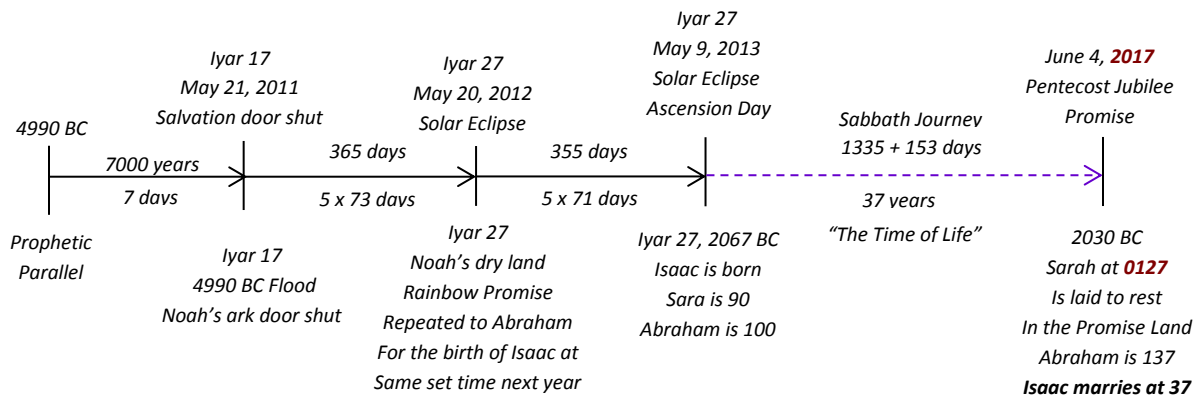 4990 BC
Iyar 17
May 21, 2011
Salvation door shut
Iyar 27
May 20, 2012
Solar Eclipse
Iyar 27
May 9, 2013
Solar Eclipse
Ascension Day
June 4, 2017
Pentecost Jubilee
Promise
7000 years
7 days
365 days
5 x 73 days
355 days
5 x 71 days
Sabbath Journey
1335 + 153 days
37 years
“The Time of Life”
Prophetic
Parallel
Iyar 17
4990 BC Flood
Noah’s ark door shut
Iyar 27
Noah’s dry land
Rainbow Promise
Repeated to Abraham
For the birth of Isaac at
Same set time next year
Iyar 27, 2067 BC
Isaac is born
Sara is 90
Abraham is 100
2030 BC
Sarah at 0127
Is laid to rest
In the Promise Land
Abraham is 137
Isaac marries at 37